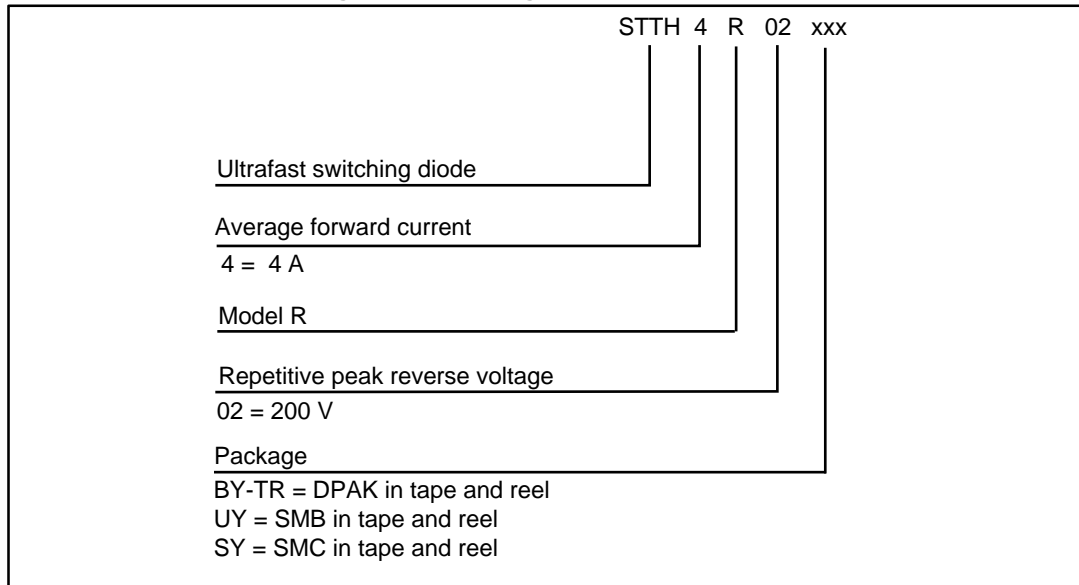 STTH 4 R 02 xxx
Ultrafast switching diode
Average forward current
4 = 4 A
Model R
Repetitive peak reverse voltage
02 = 200 V
Package
BY-TR = DPAK in tape and reel
UY = SMB in tape and reel
SY = SMC in tape and reel